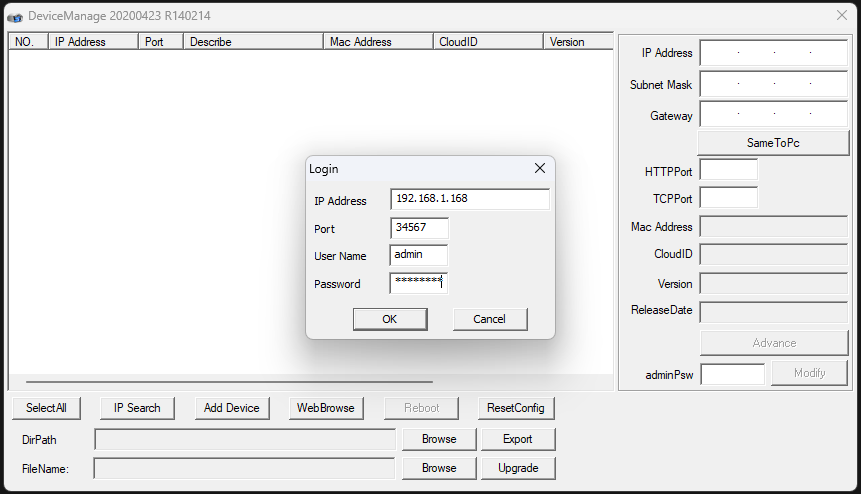 DeviceManage 20200423 R140214
NO. IP Address Port Describe Mac Address CloudID Version
IP Address . . .
Subnet Mask . . .
Gateway . . .
SameToPc
HTTPPort
TCPPort
Mac Address
CloudID
Version
ReleaseDate
Advance
adminPsw Modify
Login
IP Address 192.168.1.168
Port 34567
User Name admin
Password ********
OK Cancel
SelectAll IP Search Add Device WebBrowse Reboot ResetConfig
DirPath Browse Export
FileName: Browse Upgrade